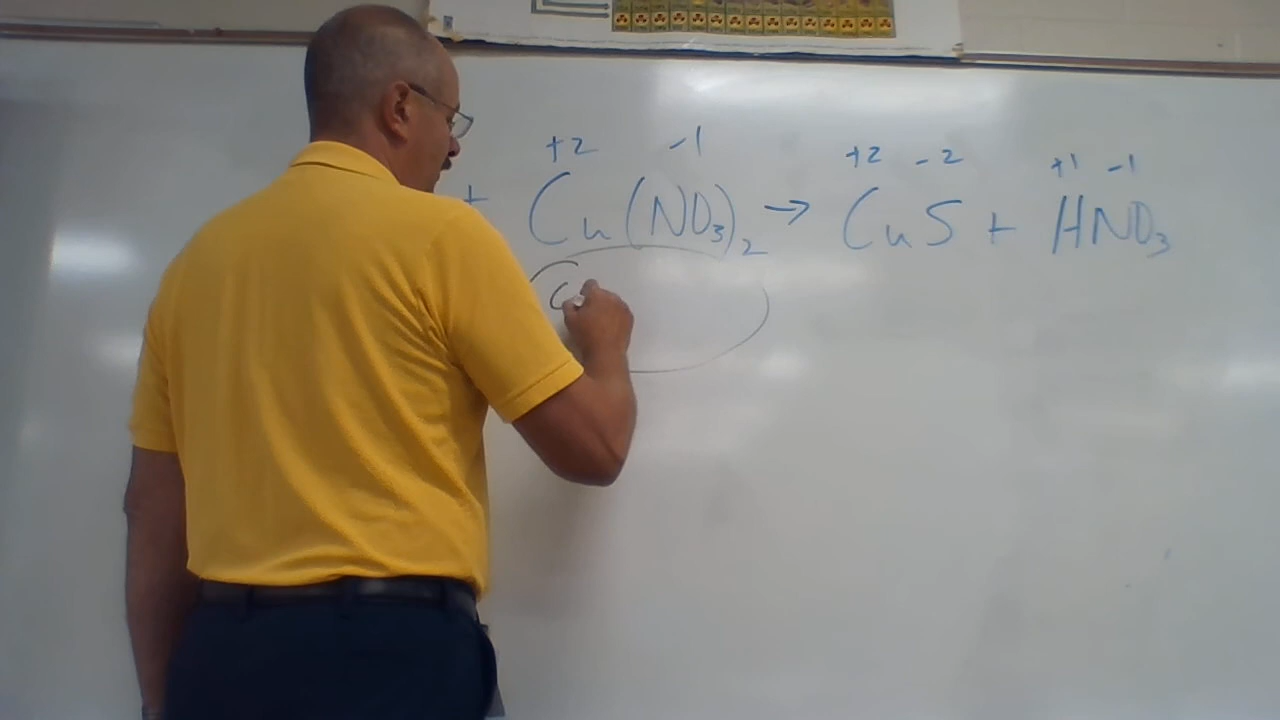 +2 -1 +2 -2 +1 -1
+ Cu(NO₃)₂ → CuS + HNO₃
C